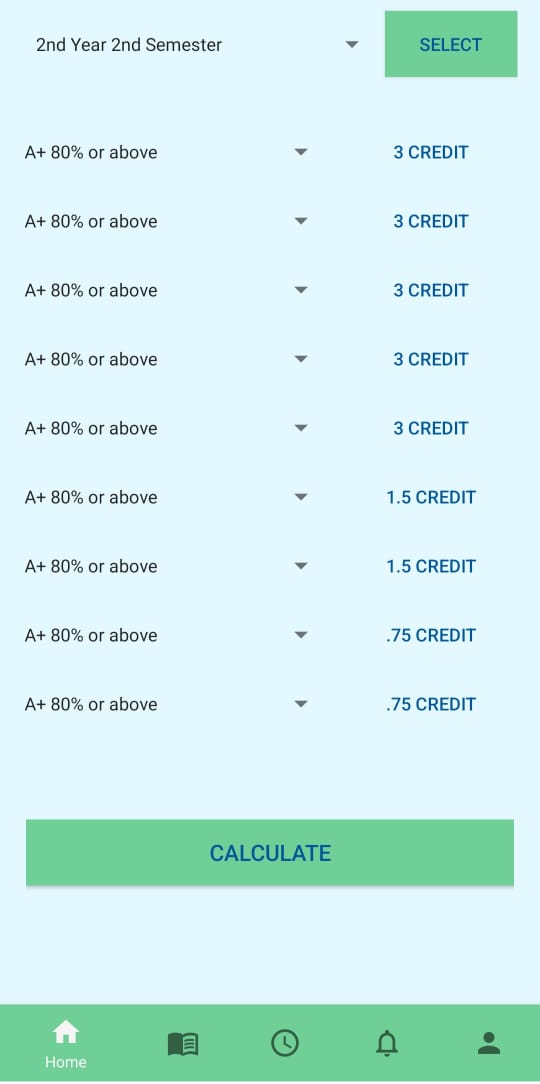 2nd Year 2nd Semester SELECT
A+ 80% or above 3 CREDIT
A+ 80% or above 3 CREDIT
A+ 80% or above 3 CREDIT
A+ 80% or above 3 CREDIT
A+ 80% or above 3 CREDIT
A+ 80% or above 1.5 CREDIT
A+ 80% or above 1.5 CREDIT
A+ 80% or above .75 CREDIT
A+ 80% or above .75 CREDIT
CALCULATE
Home